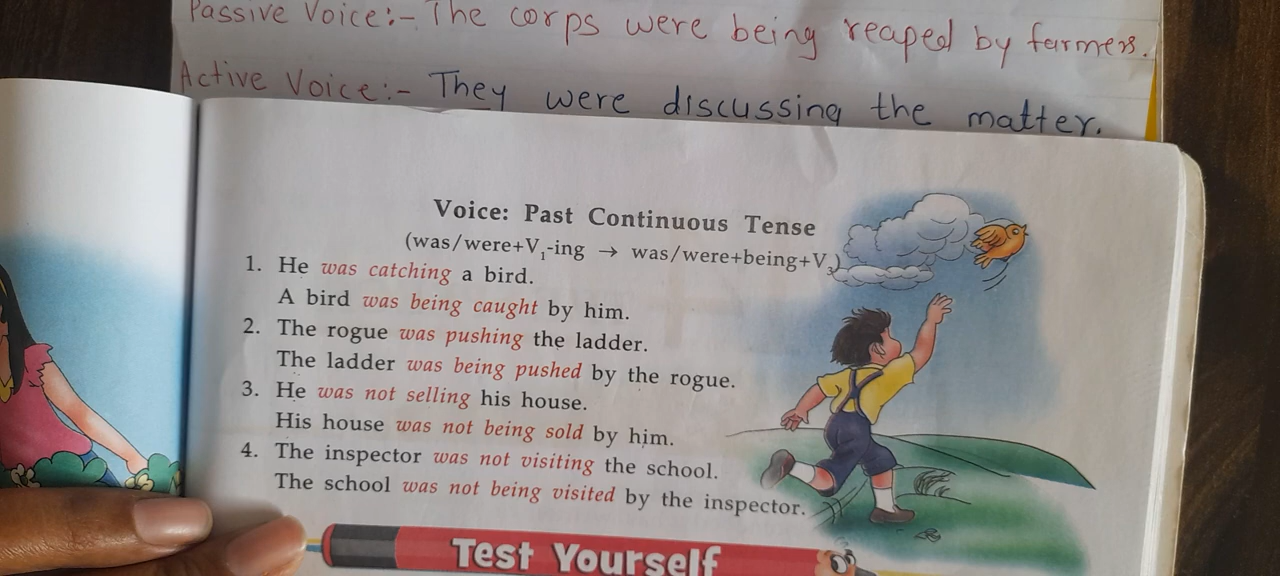 Passive Voice:- The corps were being reaped by farmers.
Active Voice:- They were discussing the matter.
Voice: Past Continuous Tense
(was/were+V₁-ing → was/were+being+V₃)
1. He was catching a bird.
A bird was being caught by him.
2. The rogue was pushing the ladder.
The ladder was being pushed by the rogue.
3. He was not selling his house.
His house was not being sold by him.
4. The inspector was not visiting the school.
The school was not being visited by the inspector.
Test Yourself